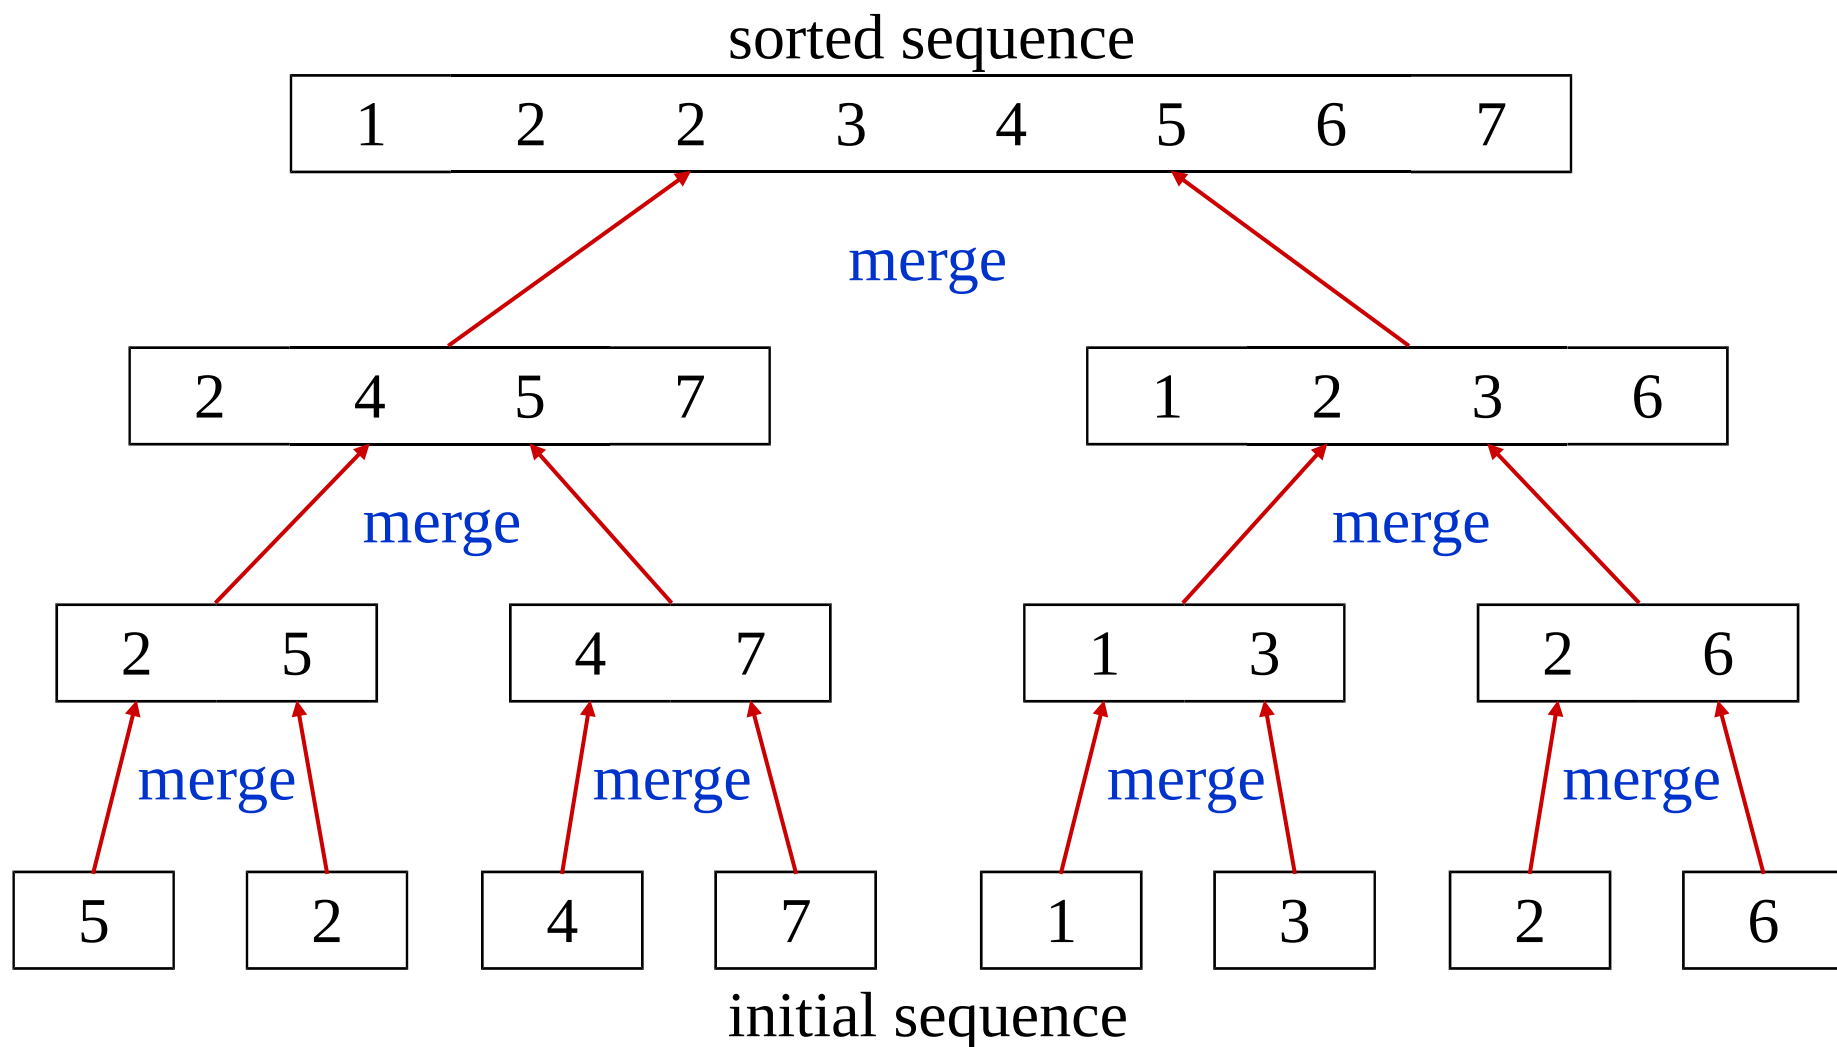 sorted sequence
1 2 2 3 4 5 6 7
merge
2 4 5 7 1 2 3 6
merge merge
2 5 4 7 1 3 2 6
merge merge merge merge
5 2 4 7 1 3 2 6
initial sequence